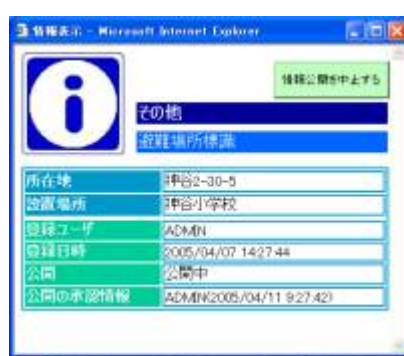 情報表示 - Microsoft Internet Explorer
情報公開を中止する
その他
避難場所標識
所在地 神谷2-30-5
設置場所 神谷小学校
登録ユーザ ADMIN
登録日時 2005/04/07 14:27:44
公開 公開中
公開の承認情報 ADMIN(2005/04/11 9:27:42)